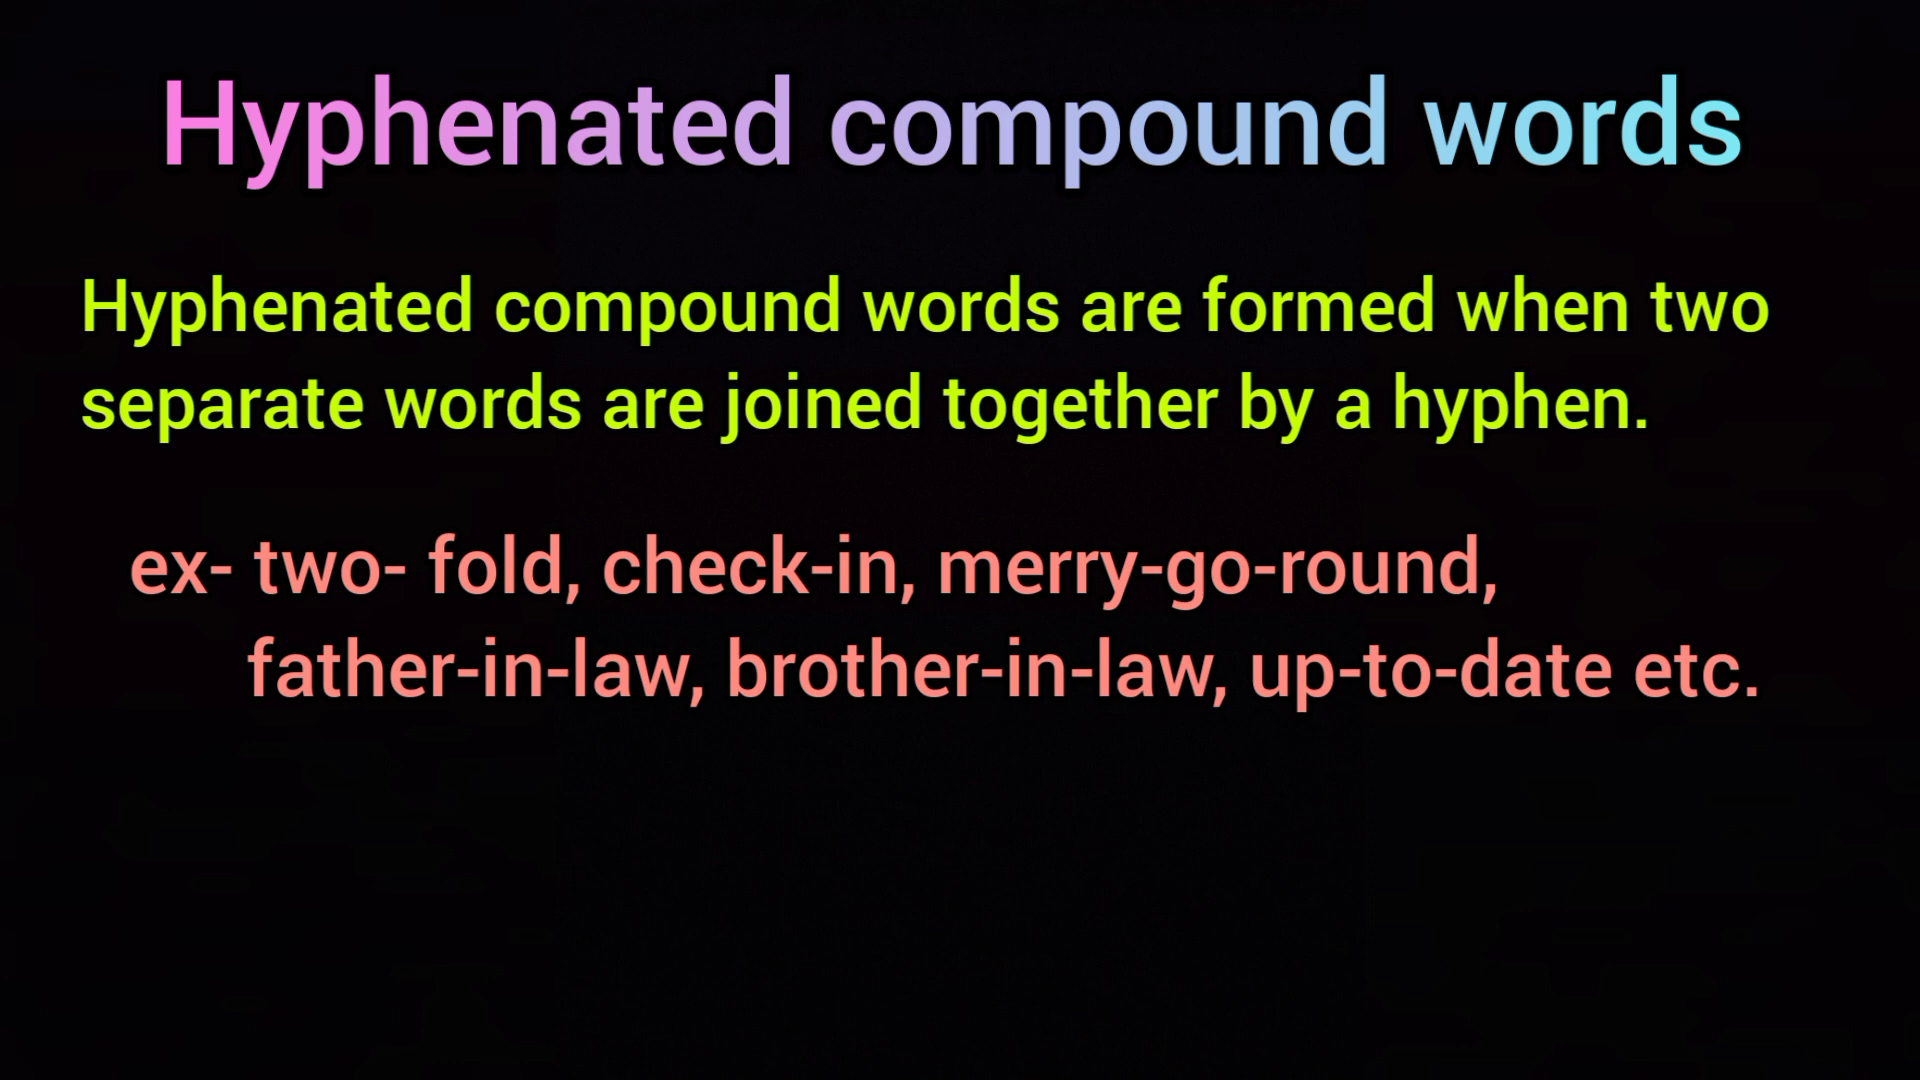 Hyphenated compound words
Hyphenated compound words are formed when two
separate words are joined together by a hyphen.
ex- two- fold, check-in, merry-go-round,
father-in-law, brother-in-law, up-to-date etc.